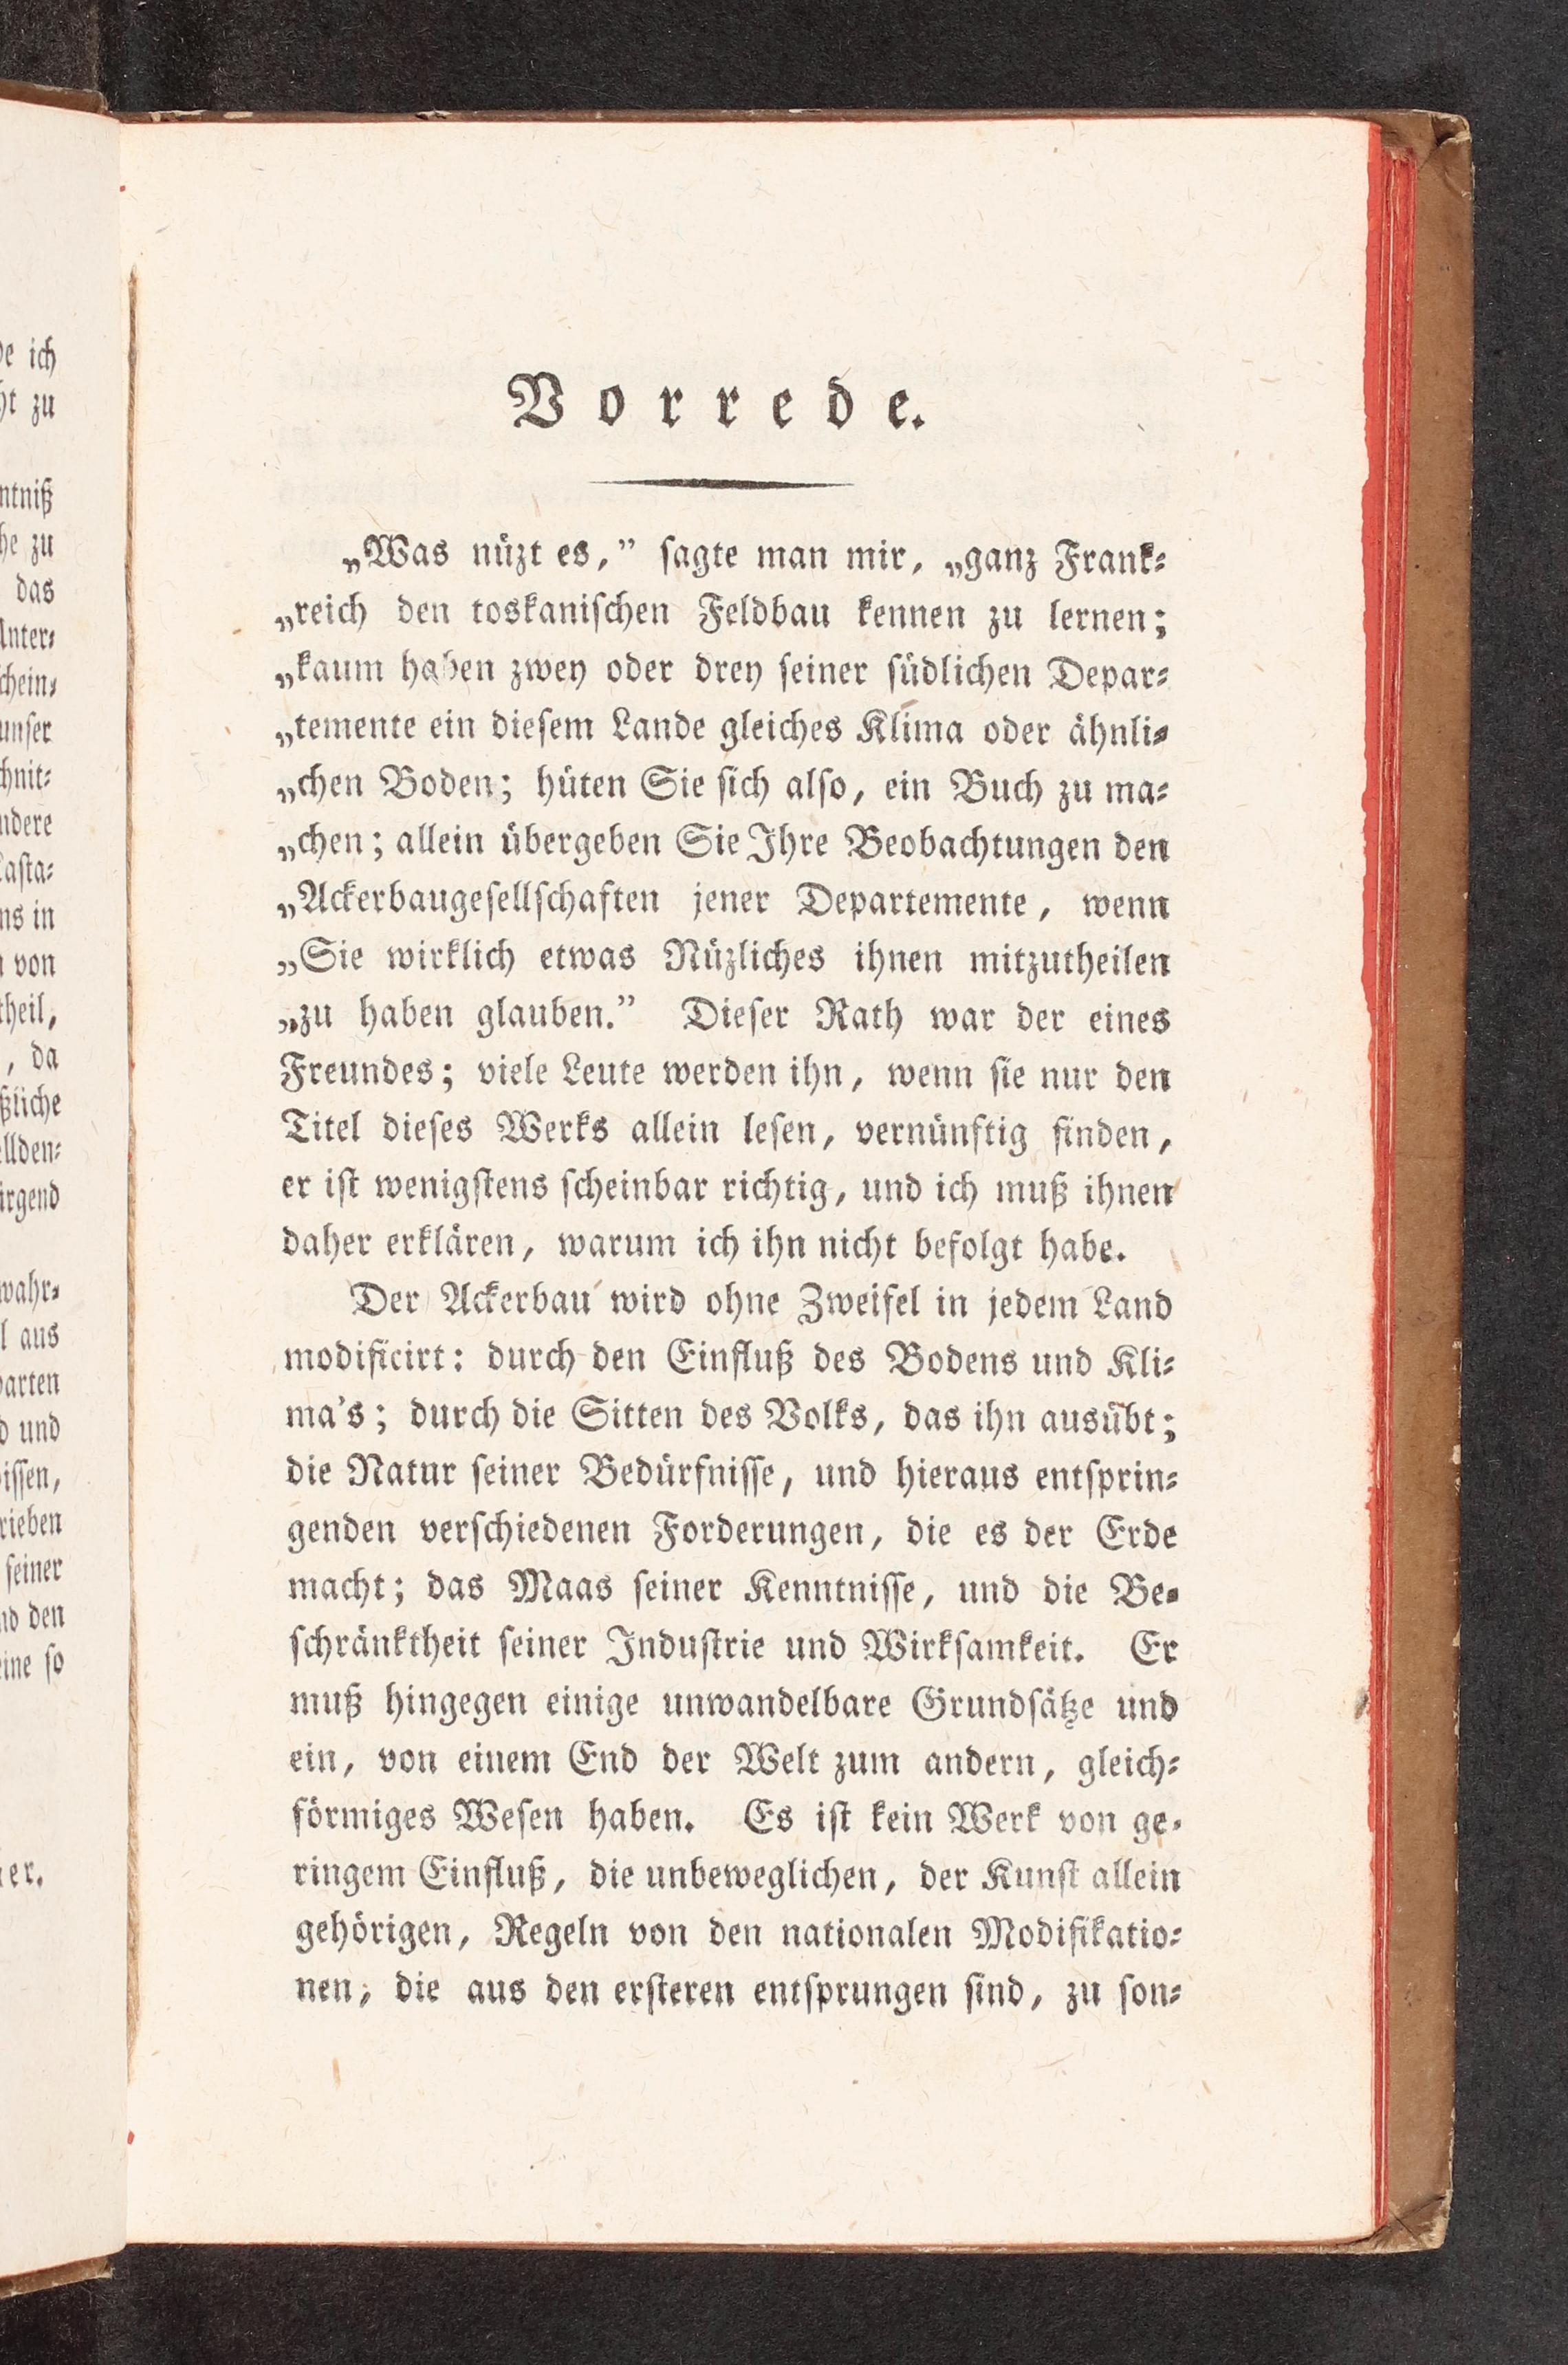 Vorrede.
„Was nüzt es,” sagte man mir, „ganz Frank-
„reich den toskanischen Feldbau kennen zu lernen;
„kaum haben zwey oder drey seiner südlichen Depar-
„temente ein diesem Lande gleiches Klima oder ähnli-
„chen Boden; hüten Sie sich also, ein Buch zu ma-
„chen; allein übergeben Sie Ihre Beobachtungen den
„Ackerbaugesellschaften jener Departemente, wenn
„Sie wirklich etwas Nüzliches ihnen mitzutheilen
„zu haben glauben.” Dieser Rath war der eines
Freundes; viele Leute werden ihn, wenn sie nur den
Titel dieses Werks allein lesen, vernünftig finden,
er ist wenigstens scheinbar richtig, und ich muß ihnen
daher erklären, warum ich ihn nicht befolgt habe.
Der Ackerbau wird ohne Zweifel in jedem Land
modificirt: durch den Einfluß des Bodens und Kli-
ma's; durch die Sitten des Volks, das ihn ausübt;
die Natur seiner Bedürfnisse, und hieraus entsprin-
genden verschiedenen Forderungen, die es der Erde
macht; das Maas seiner Kenntnisse, und die Be-
schränktheit seiner Industrie und Wirksamkeit. Er
muß hingegen einige unwandelbare Grundsätze und
ein, von einem End der Welt zum andern, gleich-
förmiges Wesen haben. Es ist kein Werk von ge-
ringem Einfluß, die unbeweglichen, der Kunst allein
gehörigen, Regeln von den nationalen Modifikatio-
nen, die aus den ersteren entsprungen sind, zu son-